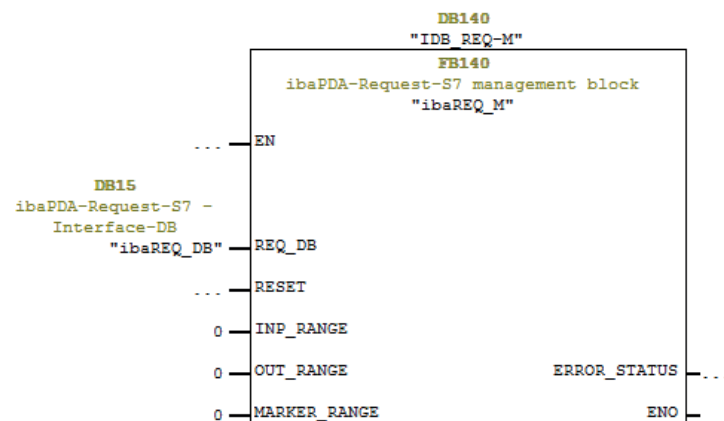 DB140
"IDB_REQ-M"
FB140
ibaPDA-Request-S7 management block
"ibaREQ_M"
... EN
DB15
ibaPDA-Request-S7 -
Interface-DB
"ibaREQ_DB" REQ_DB
... RESET
0 INP_RANGE
0 OUT_RANGE ERROR_STATUS ...
0 MARKER_RANGE ENO